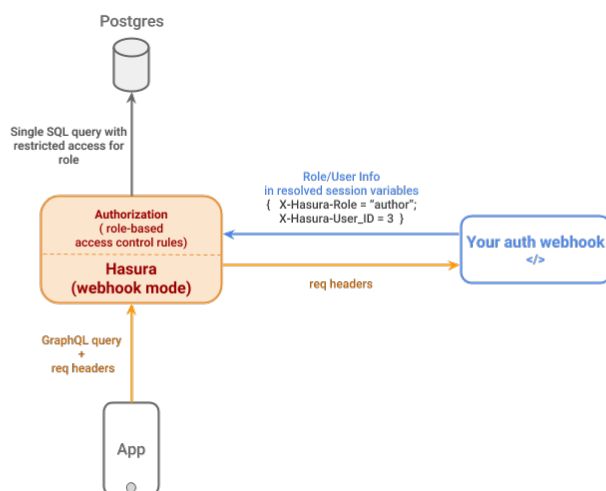 Postgres
Single SQL query with
restricted access for
role
Role/User Info
in resolved session variables
{ X-Hasura-Role = “author”;
X-Hasura-User_ID = 3 }
Authorization
( role-based
access control rules)
Hasura
(webhook mode)
Your auth webhook
</>
req headers
GraphQL query
+
req headers
App